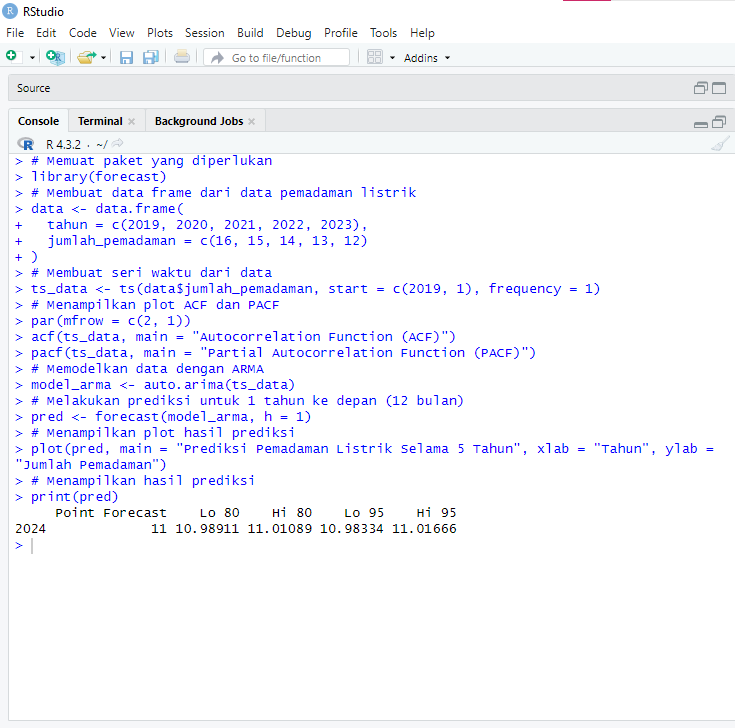 RStudio
File Edit Code View Plots Session Build Debug Profile Tools Help
Go to file/function Addins
Source
Console Terminal Background Jobs
R 4.3.2 · ~/
> # Memuat paket yang diperlukan
> library(forecast)
> # Membuat data frame dari data pemadaman listrik
> data <- data.frame(
+   tahun = c(2019, 2020, 2021, 2022, 2023),
+   jumlah_pemadaman = c(16, 15, 14, 13, 12)
+ )
> # Membuat seri waktu dari data
> ts_data <- ts(data$jumlah_pemadaman, start = c(2019, 1), frequency = 1)
> # Menampilkan plot ACF dan PACF
> par(mfrow = c(2, 1))
> acf(ts_data, main = "Autocorrelation Function (ACF)")
> pacf(ts_data, main = "Partial Autocorrelation Function (PACF)")
> # Memodelkan data dengan ARMA
> model_arma <- auto.arima(ts_data)
> # Melakukan prediksi untuk 1 tahun ke depan (12 bulan)
> pred <- forecast(model_arma, h = 1)
> # Menampilkan plot hasil prediksi
> plot(pred, main = "Prediksi Pemadaman Listrik Selama 5 Tahun", xlab = "Tahun", ylab =
"Jumlah Pemadaman")
> # Menampilkan hasil prediksi
> print(pred)
     Point Forecast    Lo 80    Hi 80    Lo 95    Hi 95
2024             11 10.98911 11.01089 10.98334 11.01666
>